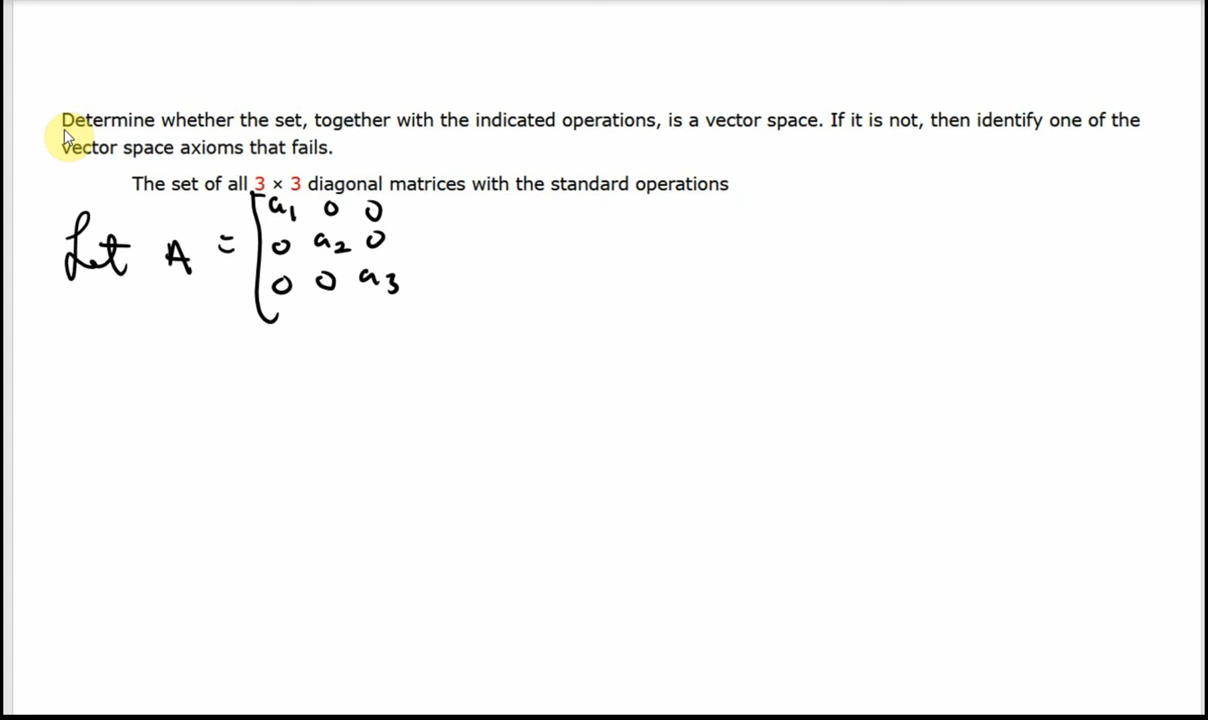 Determine whether the set, together with the indicated operations, is a vector space. If it is not, then identify one of the
vector space axioms that fails.
The set of all 3 × 3 diagonal matrices with the standard operations
a1 0 0
Let A = 0 a2 0
0 0 a3